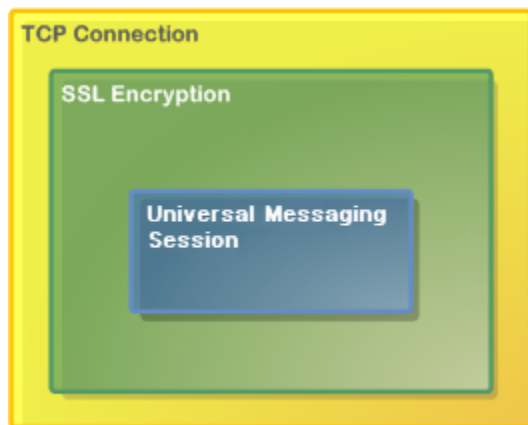 TCP Connection
SSL Encryption
Universal Messaging
Session